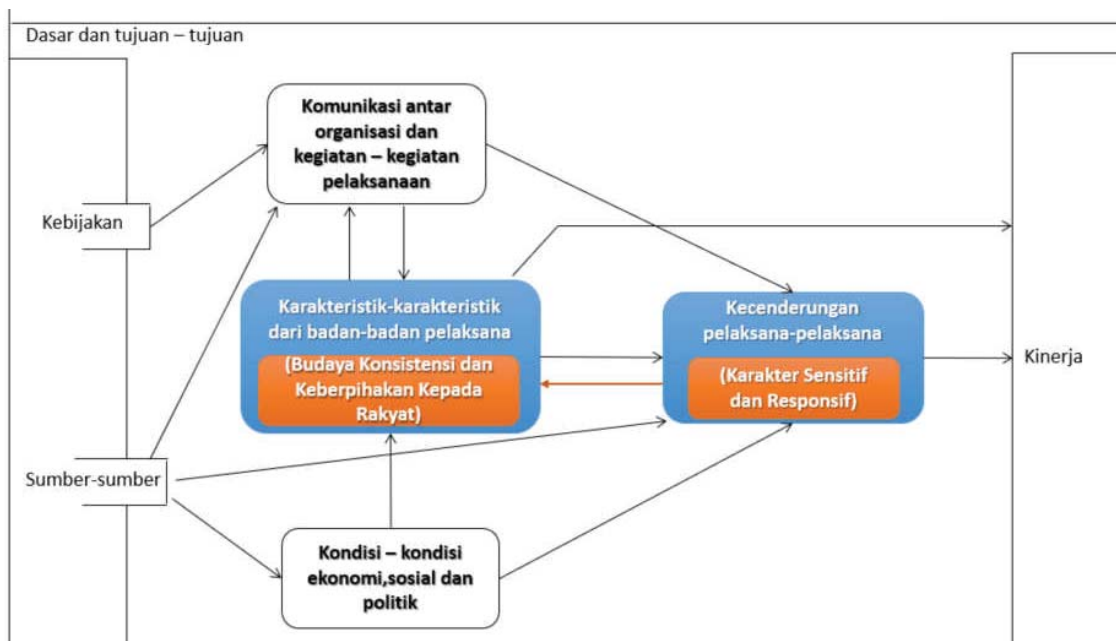 Dasar dan tujuan – tujuan
Komunikasi antar
organisasi dan
kegiatan – kegiatan
pelaksanaan
Kebijakan
Karakteristik-karakteristik
dari badan-badan pelaksana
(Budaya Konsistensi dan
Keberpihakan Kepada
Rakyat)
Kecenderungan
pelaksana-pelaksana
(Karakter Sensitif
dan Responsif)
Kinerja
Sumber-sumber
Kondisi – kondisi
ekonomi,sosial dan
politik